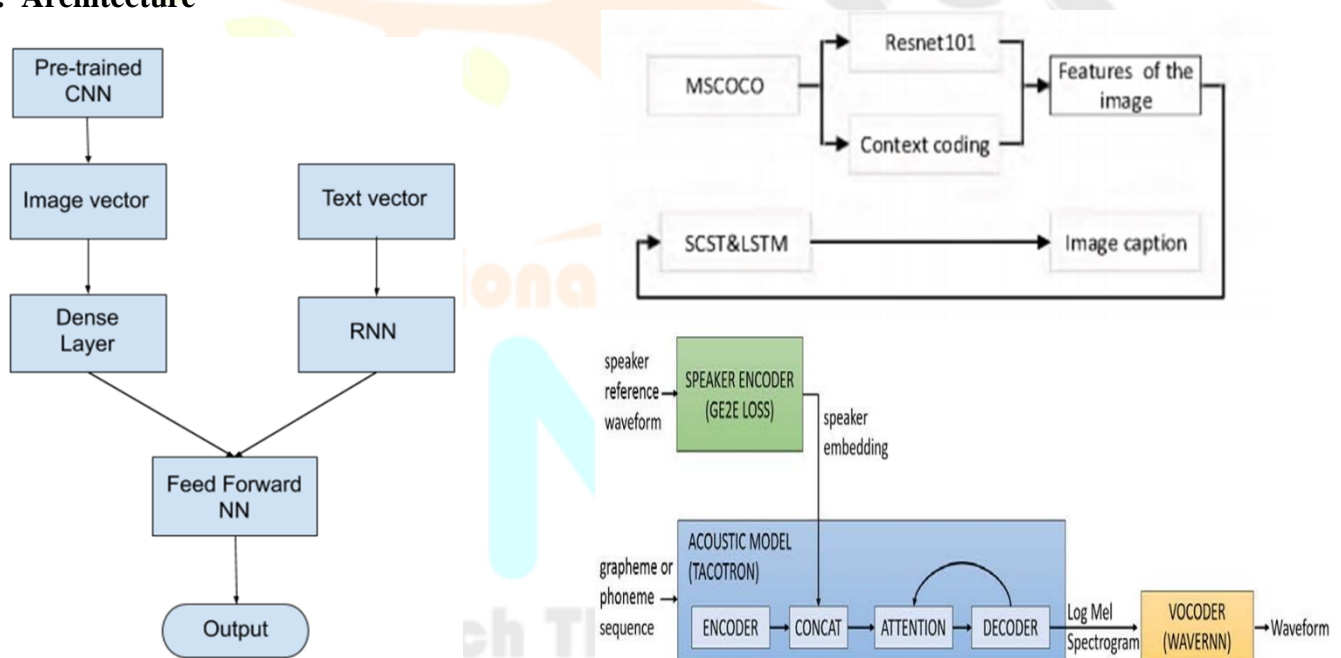 Architecture
Pre-trained
CNN
Image vector
Text vector
Dense
Layer
RNN
Feed Forward
NN
Output
MSCOCO
Resnet101
Context coding
Features of the
image
SCST&LSTM
Image caption
speaker
reference
waveform
SPEAKER ENCODER
(GE2E LOSS)
speaker
embedding
grapheme or
phoneme
sequence
ACOUSTIC MODEL
(TACOTRON)
ENCODER
CONCAT
ATTENTION
DECODER
Log Mel
Spectrogram
VOCODER
(WAVERNN)
Waveform